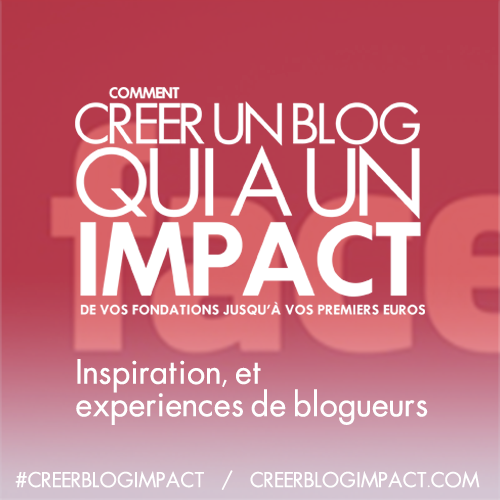 COMMENT
CREER UN BLOG
QUI A UN
IMPACT
DE VOS FONDATIONS JUSQU'À VOS PREMIERS EUROS
face
Inspiration, et
experiences de blogueurs
#CREERBLOGIMPACT / CREERBLOGIMPACT.COM